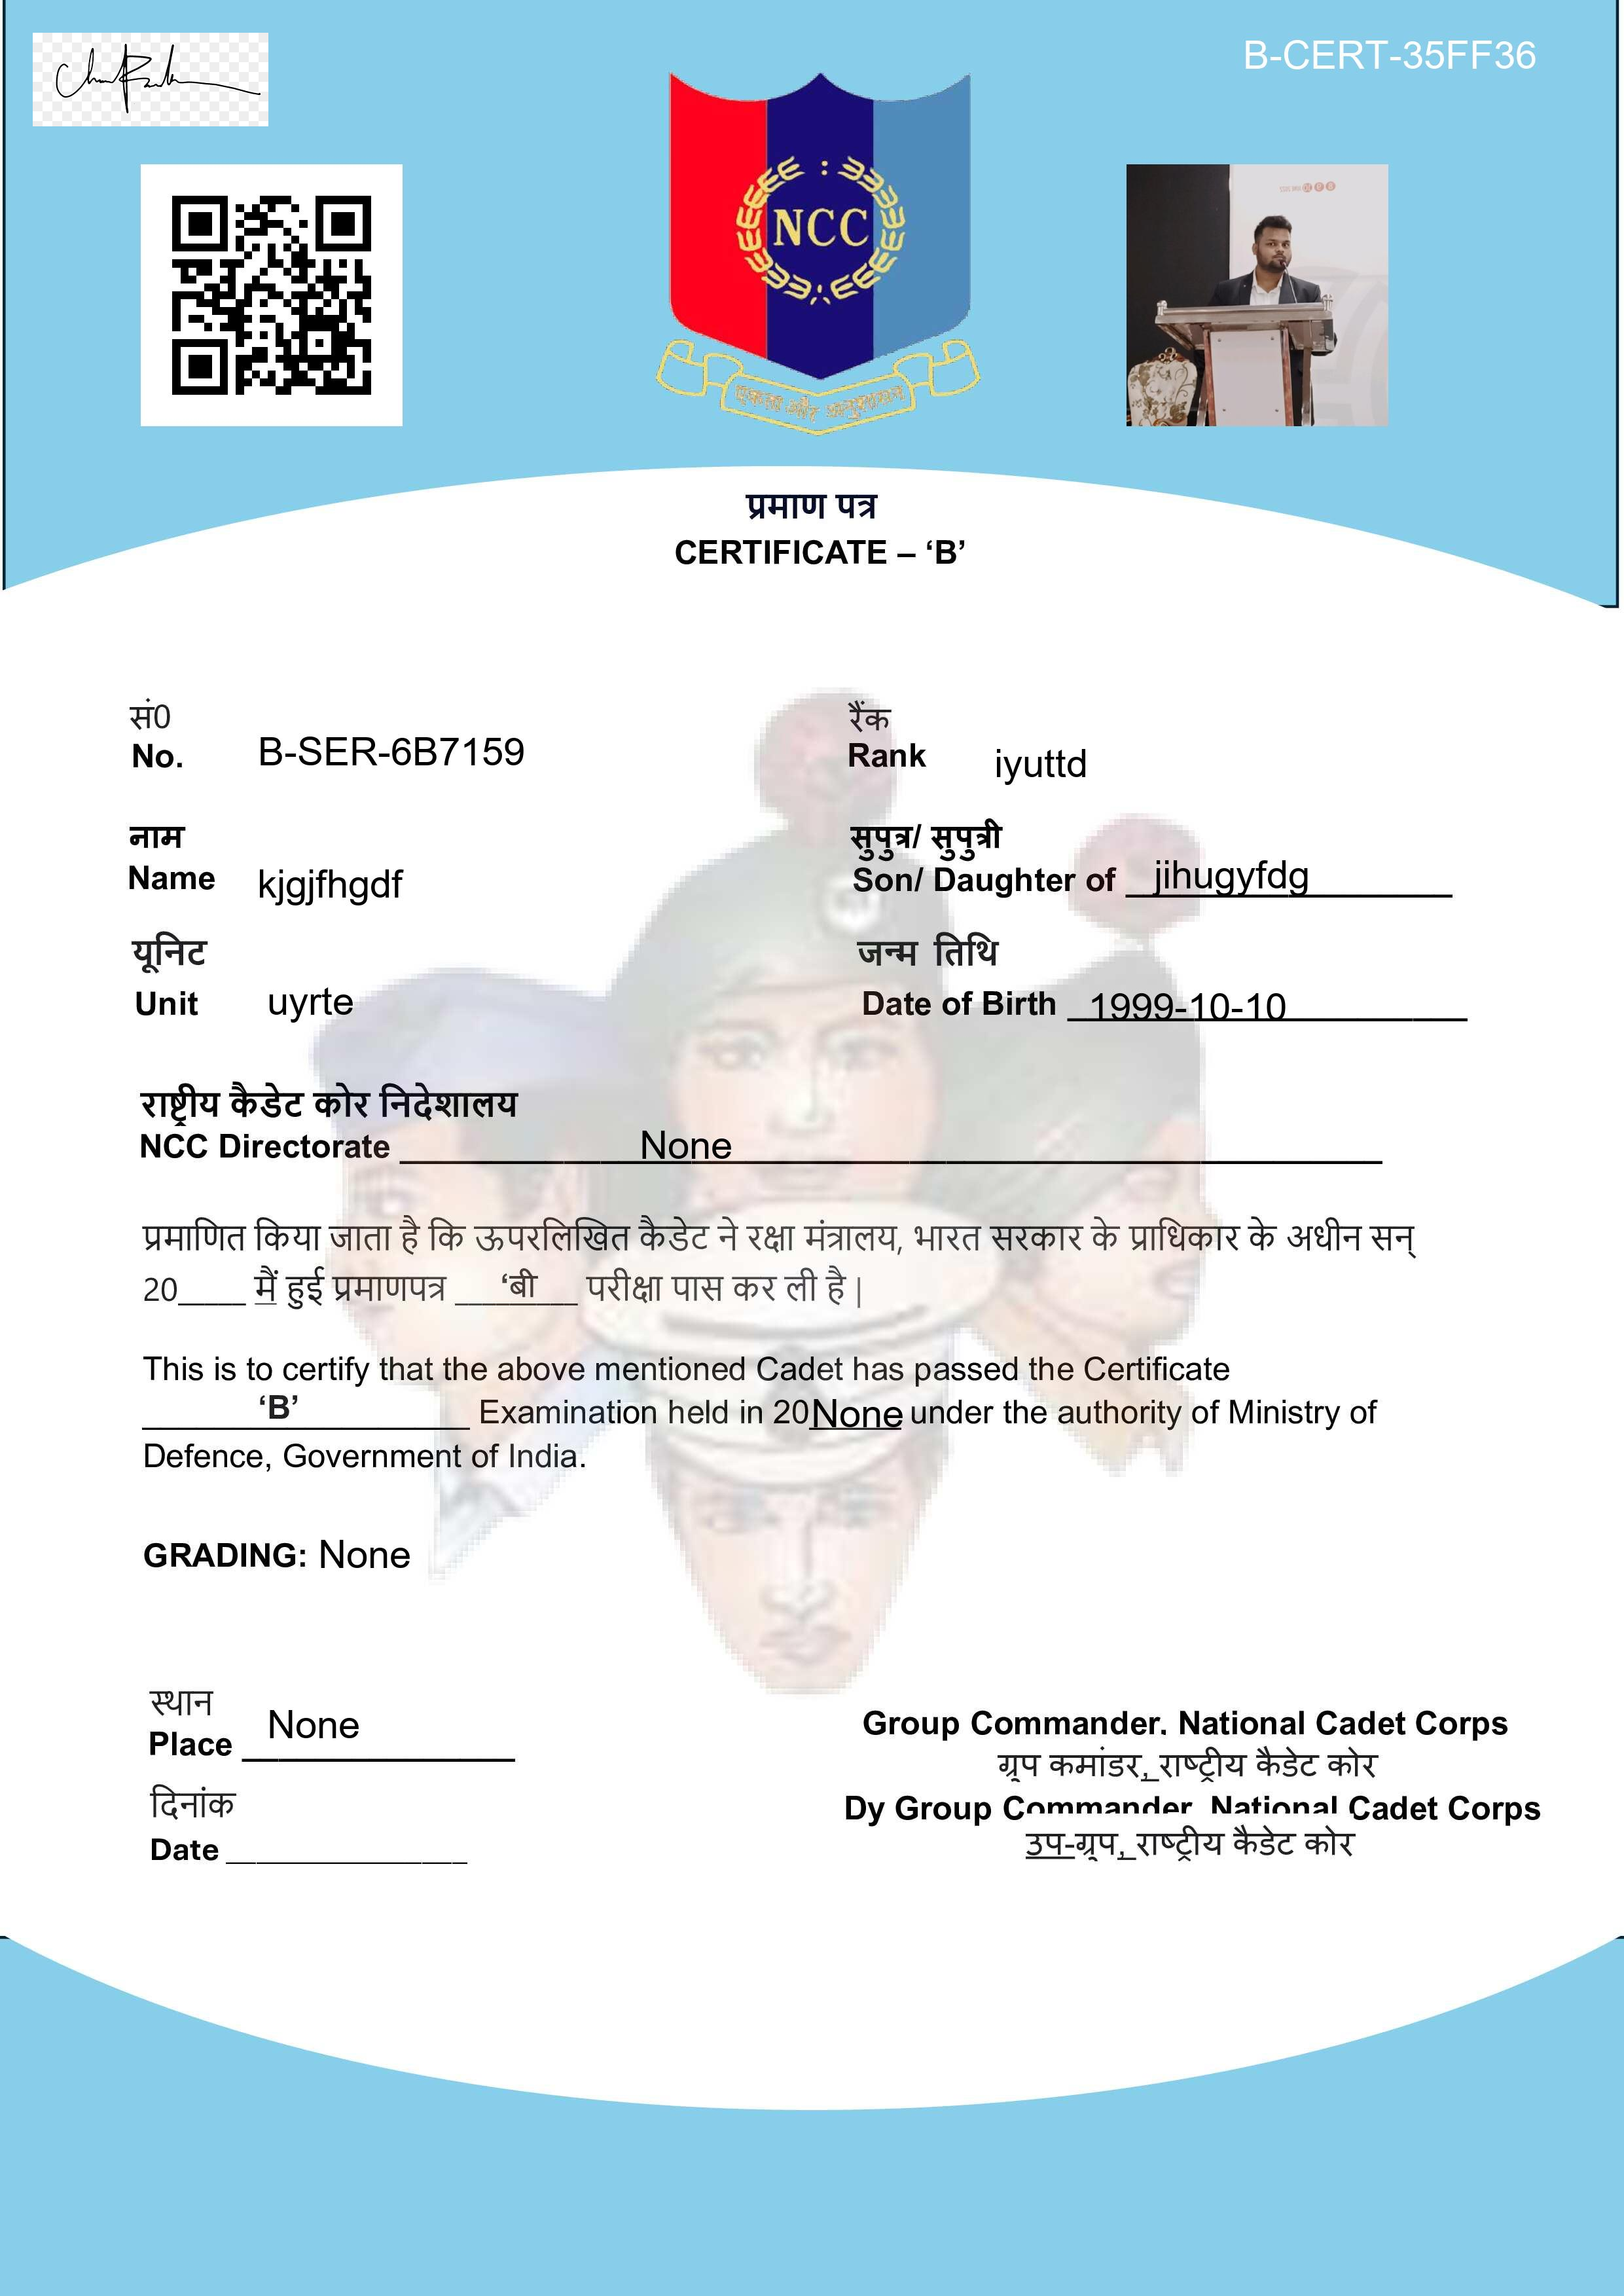 B-CERT-35FF36
NCC
एकता और अनुशासन
प्रमाण पत्र
CERTIFICATE – ‘B’
सं0
No. B-SER-6B7159
रैंक
Rank iyuttd
नाम
Name kjgjfhgdf
सुपुत्र/ सुपुत्री
Son/ Daughter of jihugyfdg
यूनिट
Unit uyrte
जन्म तिथि
Date of Birth 1999-10-10
राष्ट्रीय कैडेट कोर निदेशालय
NCC Directorate None
प्रमाणित किया जाता है कि ऊपरलिखित कैडेट ने रक्षा मंत्रालय, भारत सरकार के प्राधिकार के अधीन सन्
20____ में हुई प्रमाणपत्र ‘बी परीक्षा पास कर ली है |
This is to certify that the above mentioned Cadet has passed the Certificate
‘B’ Examination held in 20None under the authority of Ministry of
Defence, Government of India.
GRADING: None
स्थान
Place None
दिनांक
Date ________________
Group Commander, National Cadet Corps
ग्रुप कमांडर, राष्ट्रीय कैडेट कोर
Dy Group Commander, National Cadet Corps
उप-ग्रुप, राष्ट्रीय कैडेट कोर